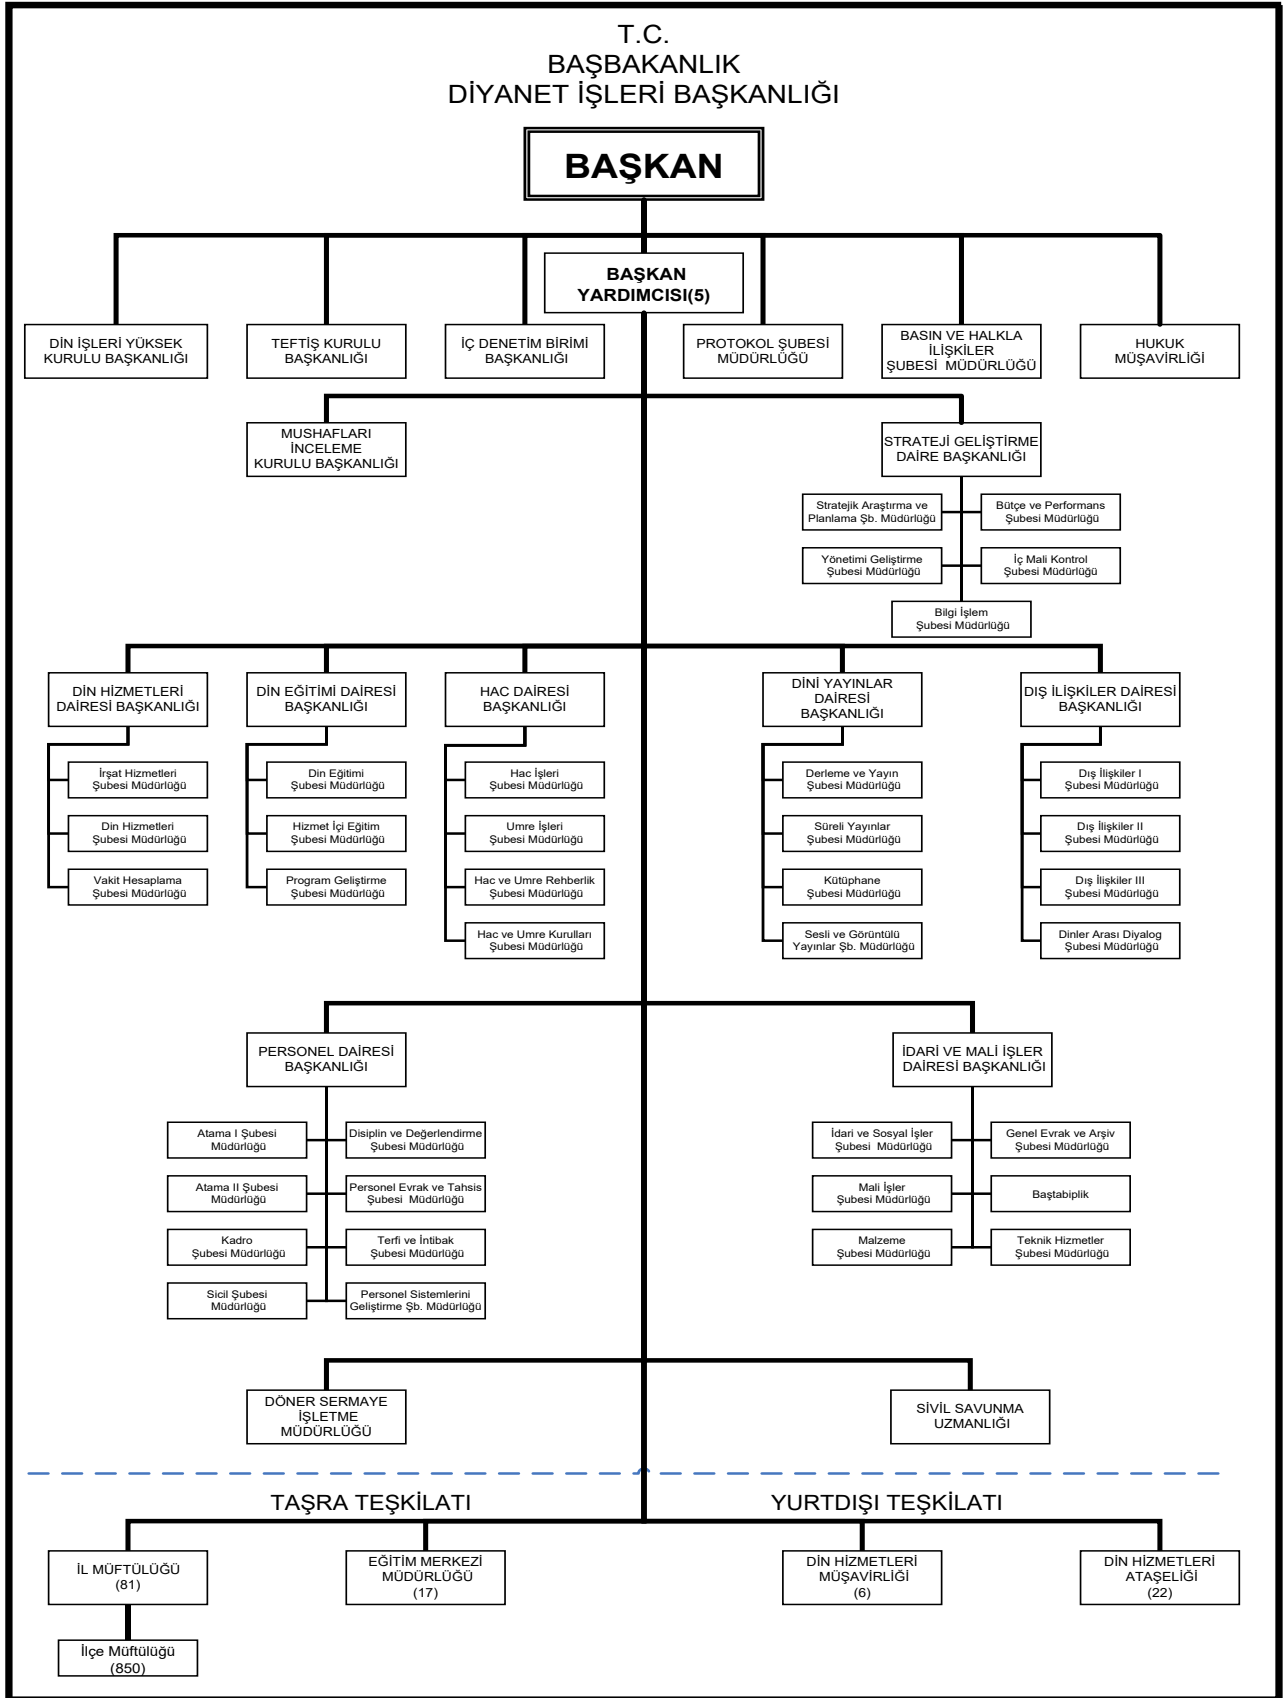 T.C.
BAŞBAKANLIK
DİYANET İŞLERİ BAŞKANLIĞI
BAŞKAN
BAŞKAN
YARDIMCISI(5)
DİN İŞLERİ YÜKSEK
KURULU BAŞKANLIĞI
TEFTİŞ KURULU
BAŞKANLIĞI
İÇ DENETİM BİRİMİ
BAŞKANLIĞI
PROTOKOL ŞUBESİ
MÜDÜRLÜĞÜ
BASIN VE HALKLA
İLİŞKİLER
ŞUBESİ MÜDÜRLÜĞÜ
HUKUK
MÜŞAVİRLİĞİ
MUSHAFLARI
İNCELEME
KURULU BAŞKANLIĞI
STRATEJİ GELİŞTİRME
DAİRE BAŞKANLIĞI
Stratejik Araştırma ve
Planlama Şb. Müdürlüğü
Bütçe ve Performans
Şubesi Müdürlüğü
Yönetimi Geliştirme
Şubesi Müdürlüğü
İç Mali Kontrol
Şubesi Müdürlüğü
Bilgi İşlem
Şubesi Müdürlüğü
DİN HİZMETLERİ
DAİRESİ BAŞKANLIĞI
İrşat Hizmetleri
Şubesi Müdürlüğü
Din Hizmetleri
Şubesi Müdürlüğü
Vakit Hesaplama
Şubesi Müdürlüğü
DİN EĞİTİMİ DAİRESİ
BAŞKANLIĞI
Din Eğitimi
Şubesi Müdürlüğü
Hizmet İçi Eğitim
Şubesi Müdürlüğü
Program Geliştirme
Şubesi Müdürlüğü
HAC DAİRESİ
BAŞKANLIĞI
Hac İşleri
Şubesi Müdürlüğü
Umre İşleri
Şubesi Müdürlüğü
Hac ve Umre Rehberlik
Şubesi Müdürlüğü
Hac ve Umre Kurulları
Şubesi Müdürlüğü
DİNİ YAYINLAR
DAİRESİ
BAŞKANLIĞI
Derleme ve Yayın
Şubesi Müdürlüğü
Süreli Yayınlar
Şubesi Müdürlüğü
Kütüphane
Şubesi Müdürlüğü
Sesli ve Görüntülü
Yayınlar Şb. Müdürlüğü
DIŞ İLİŞKİLER DAİRESİ
BAŞKANLIĞI
Dış İlişkiler I
Şubesi Müdürlüğü
Dış İlişkiler II
Şubesi Müdürlüğü
Dış İlişkiler III
Şubesi Müdürlüğü
Dinler Arası Diyalog
Şubesi Müdürlüğü
PERSONEL DAİRESİ
BAŞKANLIĞI
Atama I Şubesi
Müdürlüğü
Disiplin ve Değerlendirme
Şubesi Müdürlüğü
Atama II Şubesi
Müdürlüğü
Personel Evrak ve Tahsis
Şubesi Müdürlüğü
Kadro
Şubesi Müdürlüğü
Terfi ve İntibak
Şubesi Müdürlüğü
Sicil Şubesi
Müdürlüğü
Personel Sistemlerini
Geliştirme Şb. Müdürlüğü
İDARİ VE MALİ İŞLER
DAİRESİ BAŞKANLIĞI
İdari ve Sosyal İşler
Şubesi Müdürlüğü
Genel Evrak ve Arşiv
Şubesi Müdürlüğü
Mali İşler
Şubesi Müdürlüğü
Baştabiplik
Malzeme
Şubesi Müdürlüğü
Teknik Hizmetler
Şubesi Müdürlüğü
DÖNER SERMAYE
İŞLETME
MÜDÜRLÜĞÜ
SİVİL SAVUNMA
UZMANLIĞI
TAŞRA TEŞKİLATI
YURTDIŞI TEŞKİLATI
İL MÜFTÜLÜĞÜ
(81)
EĞİTİM MERKEZİ
MÜDÜRLÜĞÜ
(17)
DİN HİZMETLERİ
MÜŞAVİRLİĞİ
(6)
DİN HİZMETLERİ
ATAŞELİĞİ
(22)
İlçe Müftülüğü
(850)